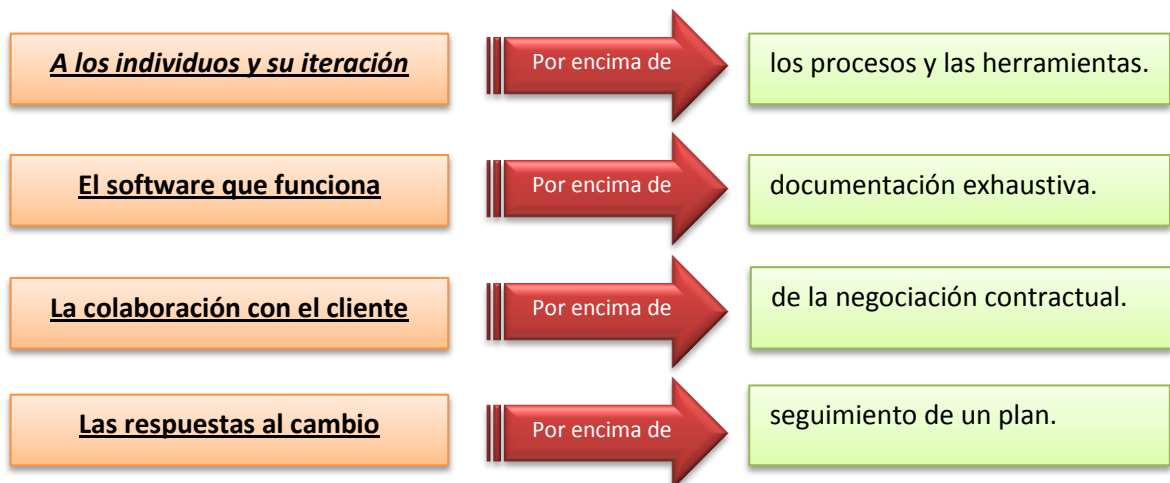 A los individuos y su iteración
Por encima de
los procesos y las herramientas.
El software que funciona
Por encima de
documentación exhaustiva.
La colaboración con el cliente
Por encima de
de la negociación contractual.
Las respuestas al cambio
Por encima de
seguimiento de un plan.